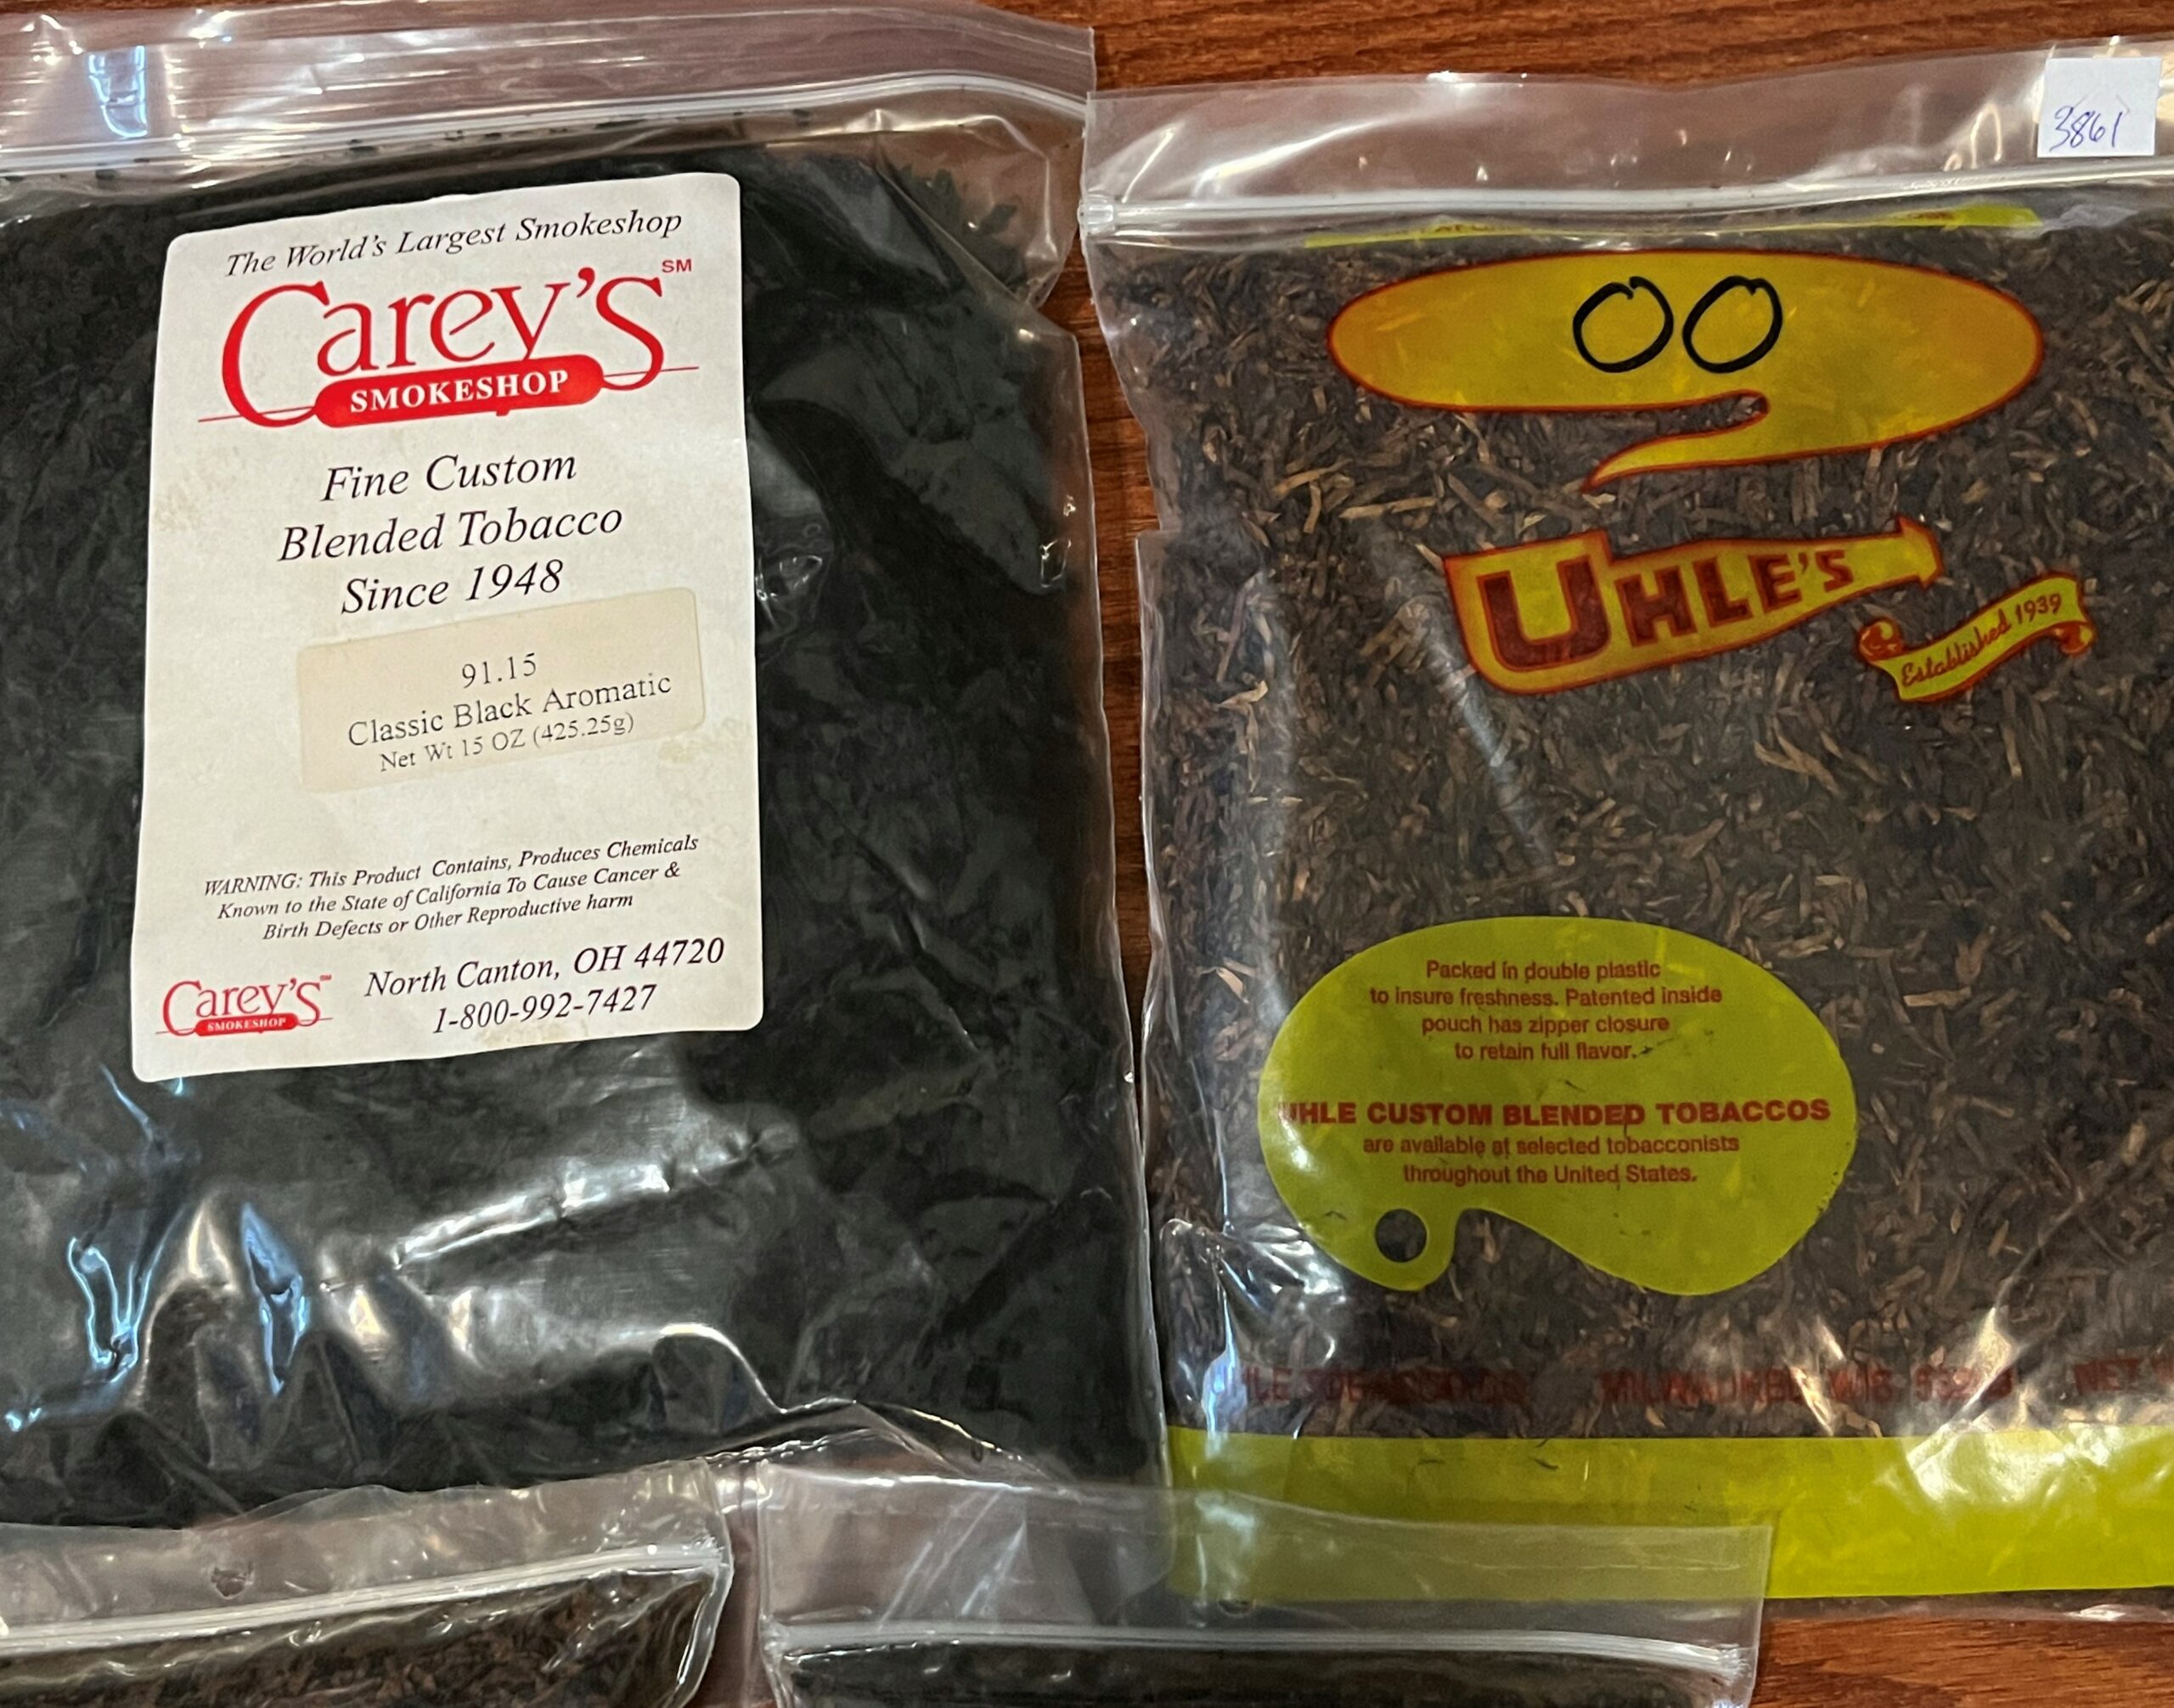 The World's Largest Smokeshop
Carey'S SM
SMOKESHOP
Fine Custom
Blended Tobacco
Since 1948
91.15
Classic Black Aromatic
Net Wt 15 OZ (425.25g)
WARNING: This Product Contains, Produces Chemicals
Known to the State of California To Cause Cancer &
Birth Defects or Other Reproductive harm
Carey'S TM
SMOKESHOP
North Canton, OH 44720
1-800-992-7427
3861
OO
UHLE'S
Established 1939
Packed in double plastic
to insure freshness. Patented inside
pouch has zipper closure
to retain full flavor.
UHLE CUSTOM BLENDED TOBACCOS
are available at selected tobacconists
throughout the United States.
MILWAUKEE, WIS.